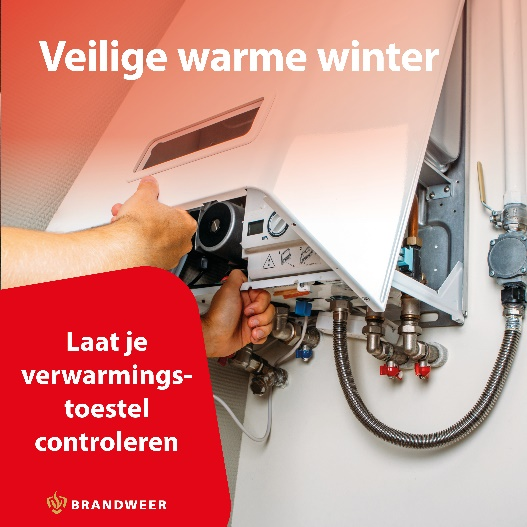 Veilige warme winter
Laat je
verwarmings-
toestel
controleren
BRANDWEER